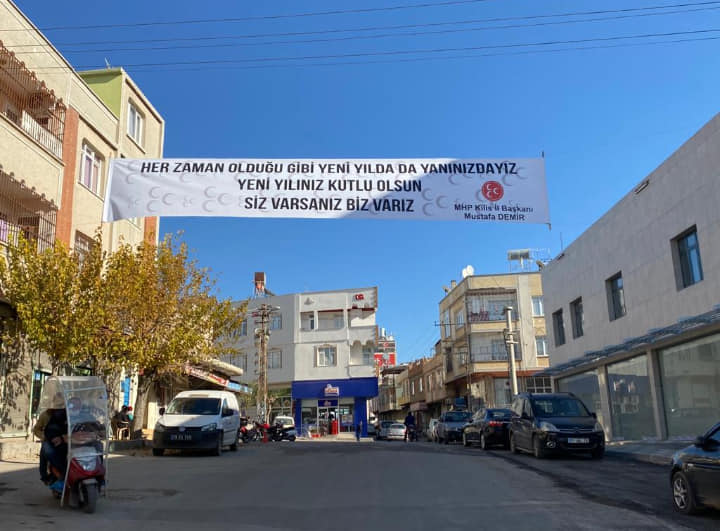 HER ZAMAN OLDUĞU GİBİ YENİ YILDA DA YANINIZDAYIZ
YENİ YILINIZ KUTLU OLSUN
SİZ VARSANIZ BİZ VARIZ
MHP Kilis İl Başkanı
Mustafa DEMİR